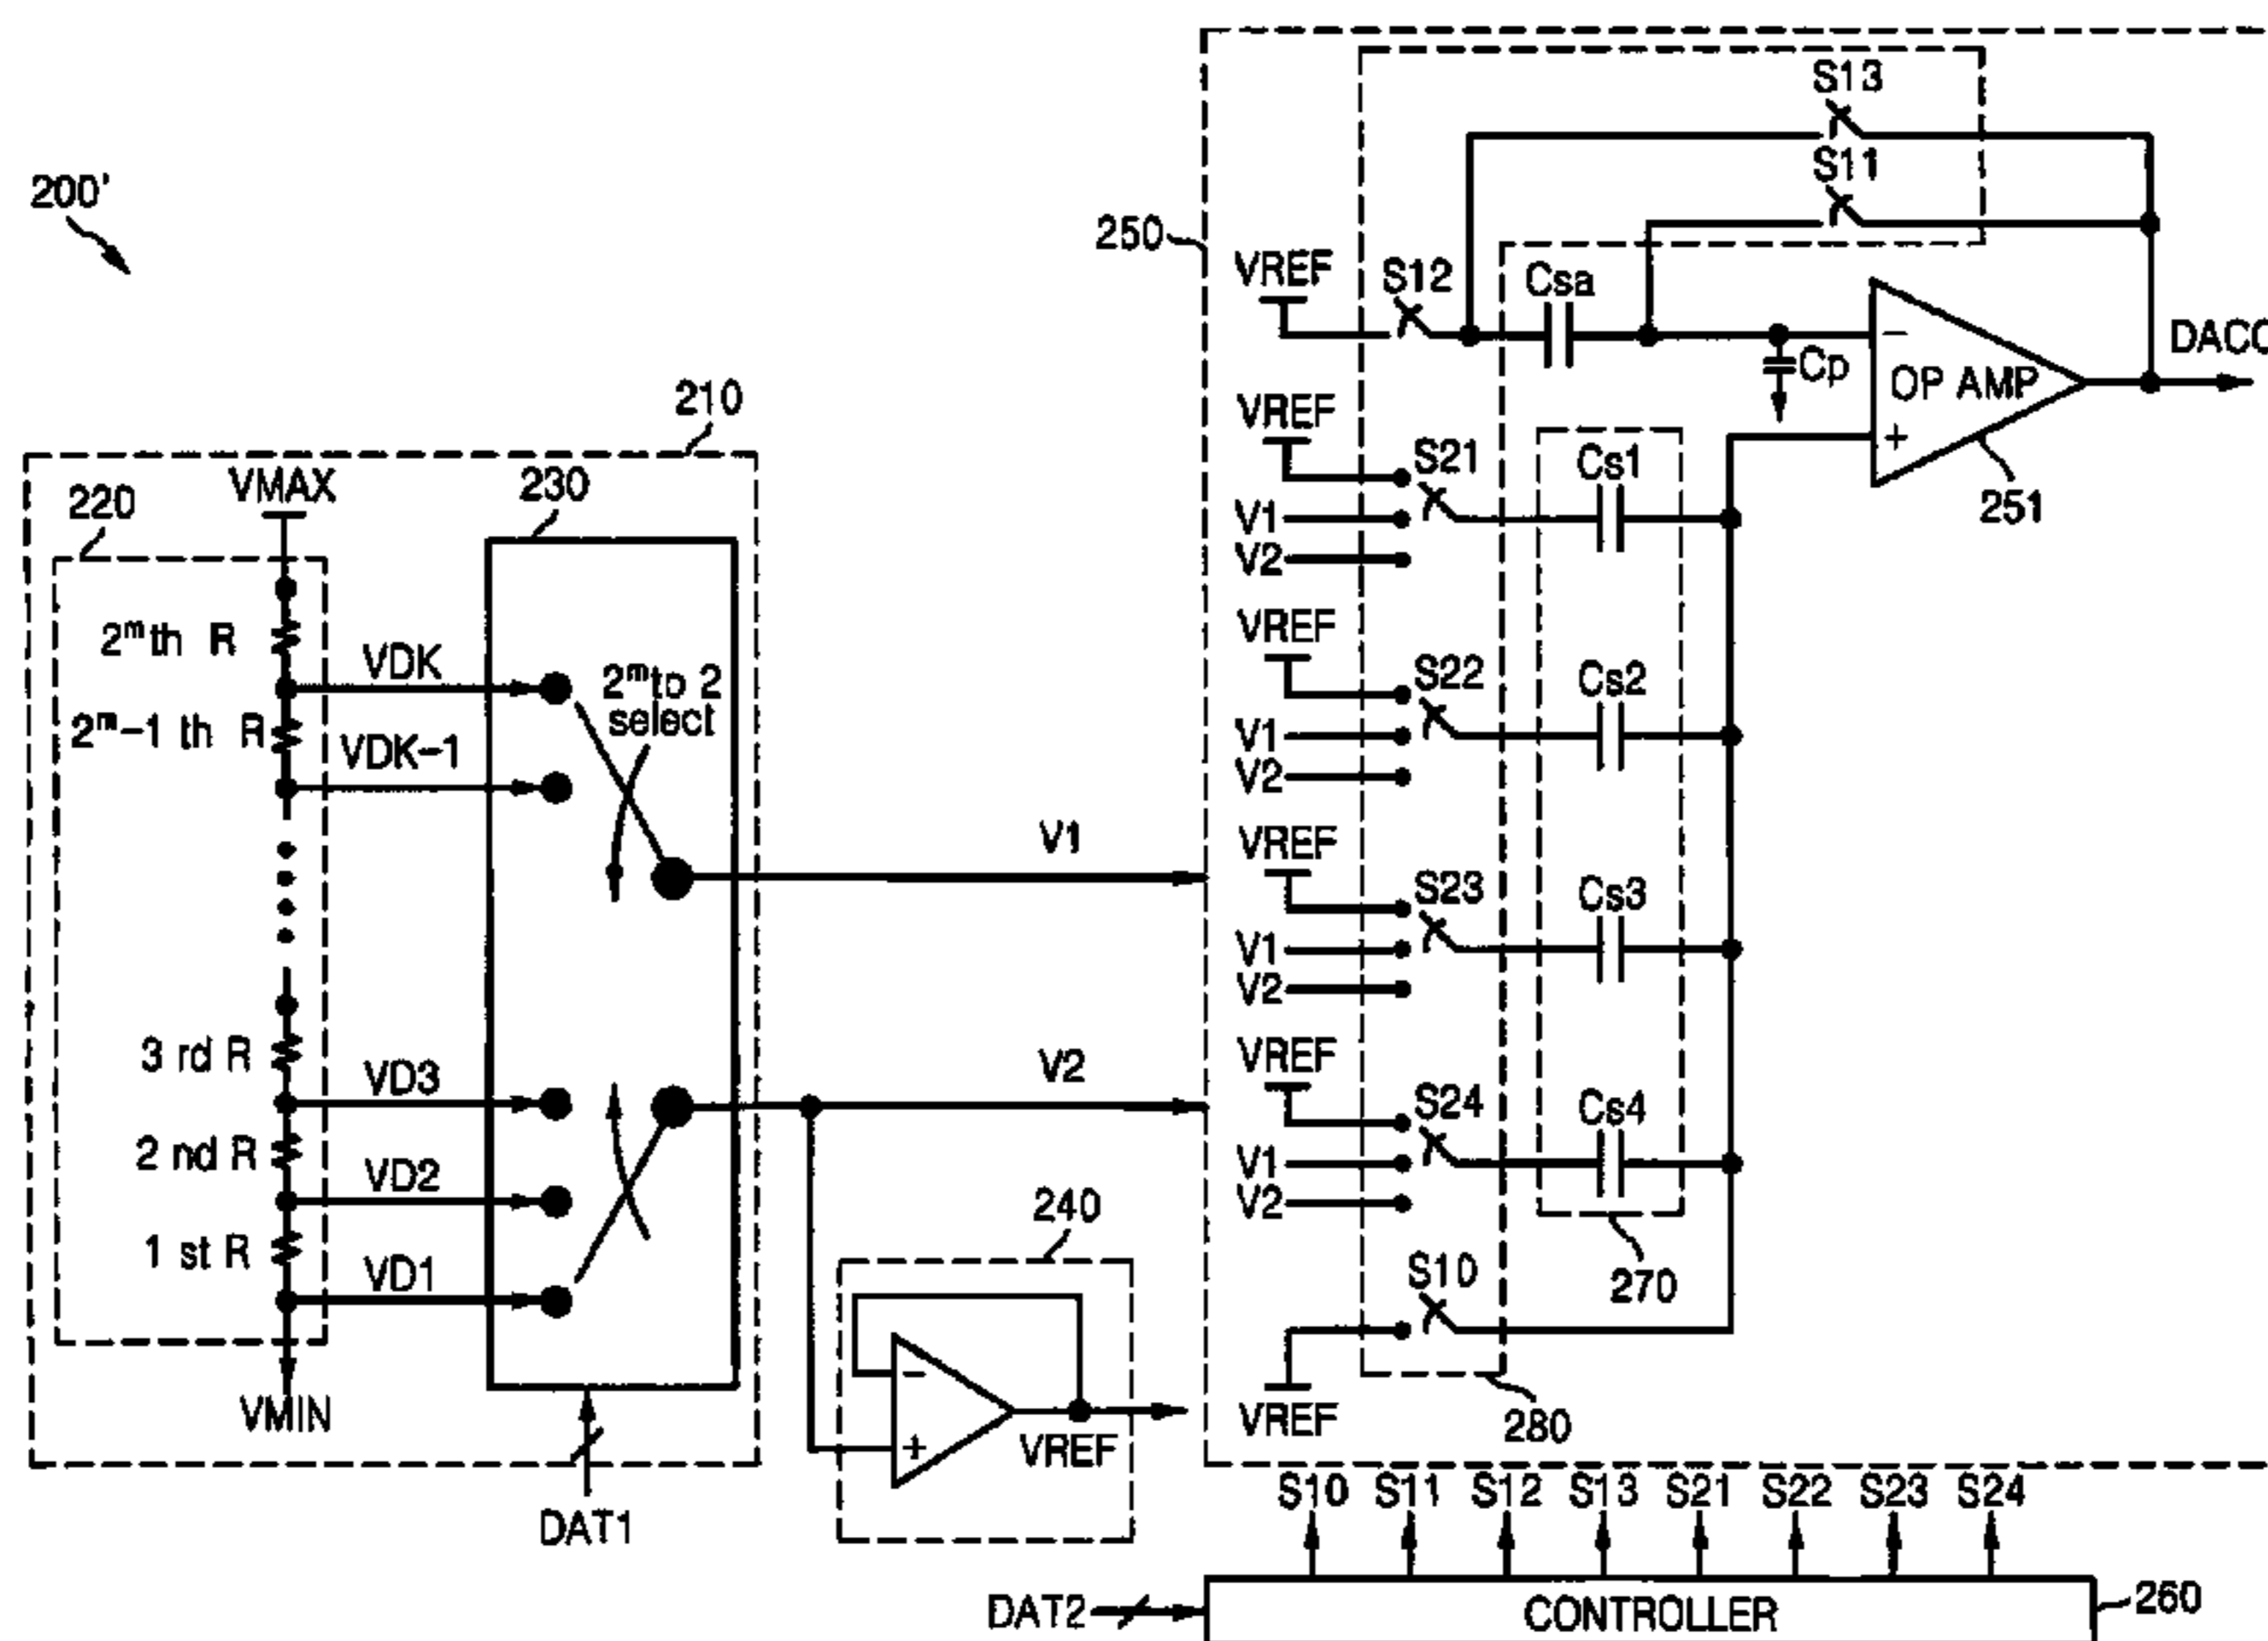 200'
210
220
VMAX
230
2ᵐth R
VDK
2ᵐto 2
select
2ᵐ-1 th R
VDK-1
3 rd R
VD3
2 nd R
VD2
1 st R
VD1
VMIN
DAT1
V1
V2
240
-
+
VREF
250
S13
S11
VREF
S12
Csa
-
Cp
OP AMP
+
251
VREF
S21
Cs1
V1
V2
VREF
S22
Cs2
V1
V2
VREF
S23
Cs3
V1
V2
VREF
S24
Cs4
V1
V2
270
S10
VREF
280
S10 S11 S12 S13 S21 S22 S23 S24
DAT2
CONTROLLER
260